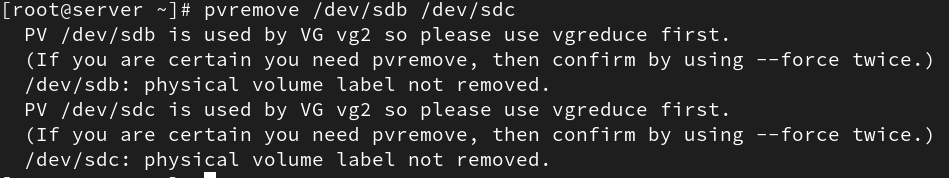 [root@server ~]# pvremove /dev/sdb /dev/sdc
  PV /dev/sdb is used by VG vg2 so please use vgreduce first.
  (If you are certain you need pvremove, then confirm by using --force twice.)
  /dev/sdb: physical volume label not removed.
  PV /dev/sdc is used by VG vg2 so please use vgreduce first.
  (If you are certain you need pvremove, then confirm by using --force twice.)
  /dev/sdc: physical volume label not removed.